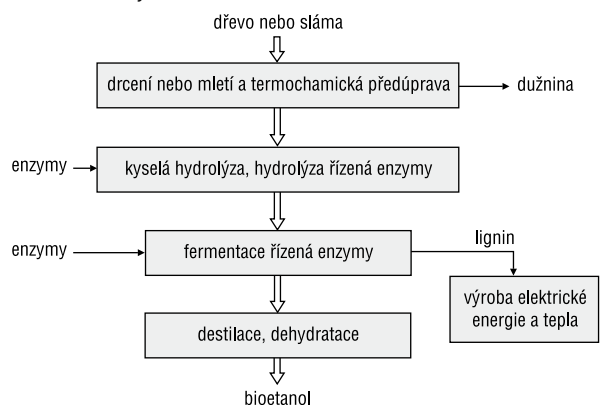 dřevo nebo sláma
drcení nebo mletí a termochamická předúprava
dužnina
enzymy
kyselá hydrolýza, hydrolýza řízená enzymy
enzymy
fermentace řízená enzymy
lignin
výroba elektrické
energie a tepla
destilace, dehydratace
bioetanol